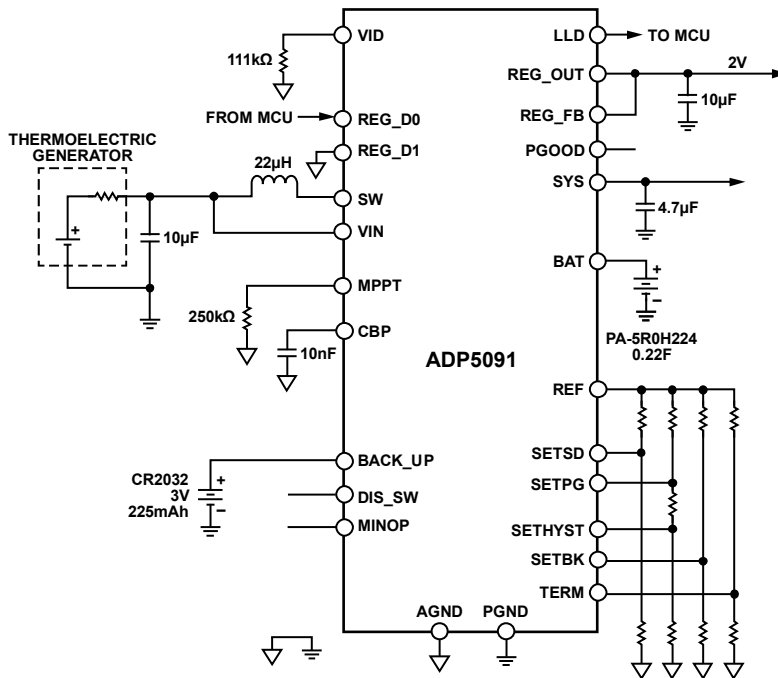 VID
111kΩ
FROM MCU
REG_D0
REG_D1
THERMOELECTRIC
GENERATOR
22µH
SW
+
10µF
VIN
MPPT
250kΩ
CBP
10nF
ADP5091
CR2032
3V
225mAh
+
–
BACK_UP
DIS_SW
MINOP
AGND
PGND
LLD
TO MCU
REG_OUT
2V
REG_FB
10µF
PGOOD
SYS
4.7µF
BAT
+
–
PA-5R0H224
0.22F
REF
SETSD
SETPG
SETHYST
SETBK
TERM